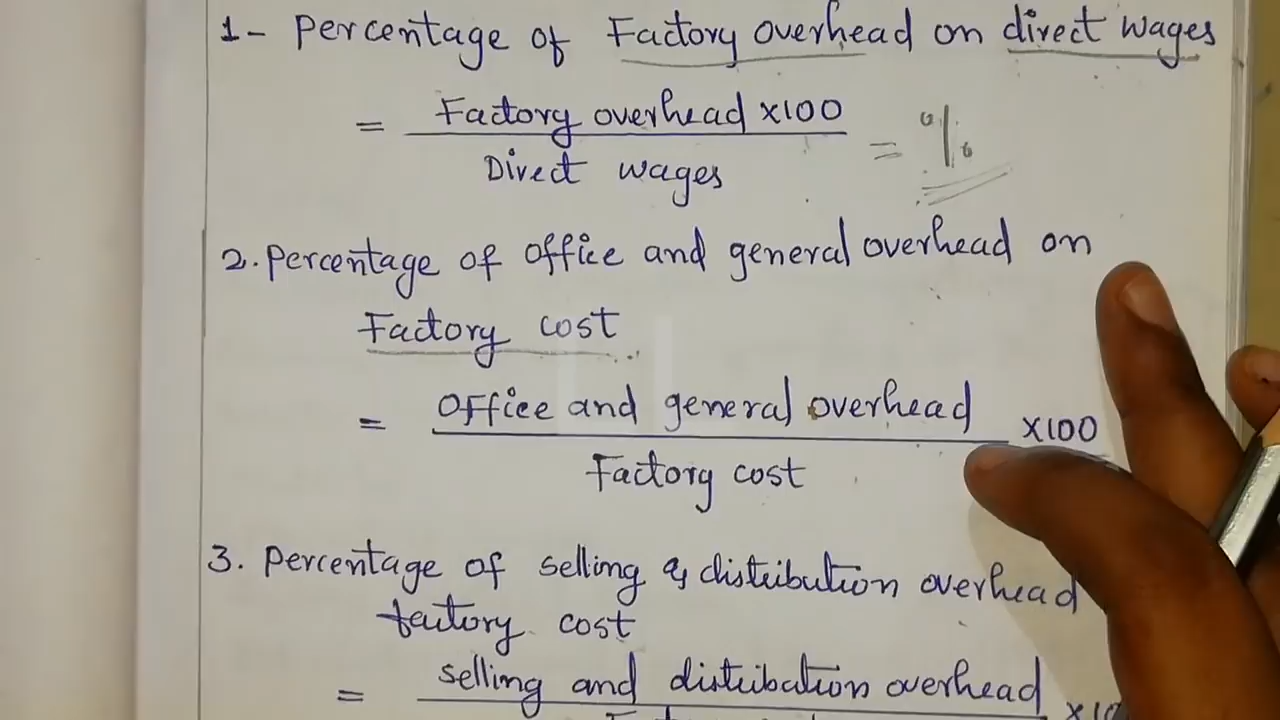 1- Percentage of Factory overhead on direct wages
= Factory overhead x100
Direct wages
= %
2. Percentage of office and general overhead on
Factory cost
= Office and general overhead x100
Factory cost
3. Percentage of selling & distribution overhead
factory cost
= selling and distribution overhead